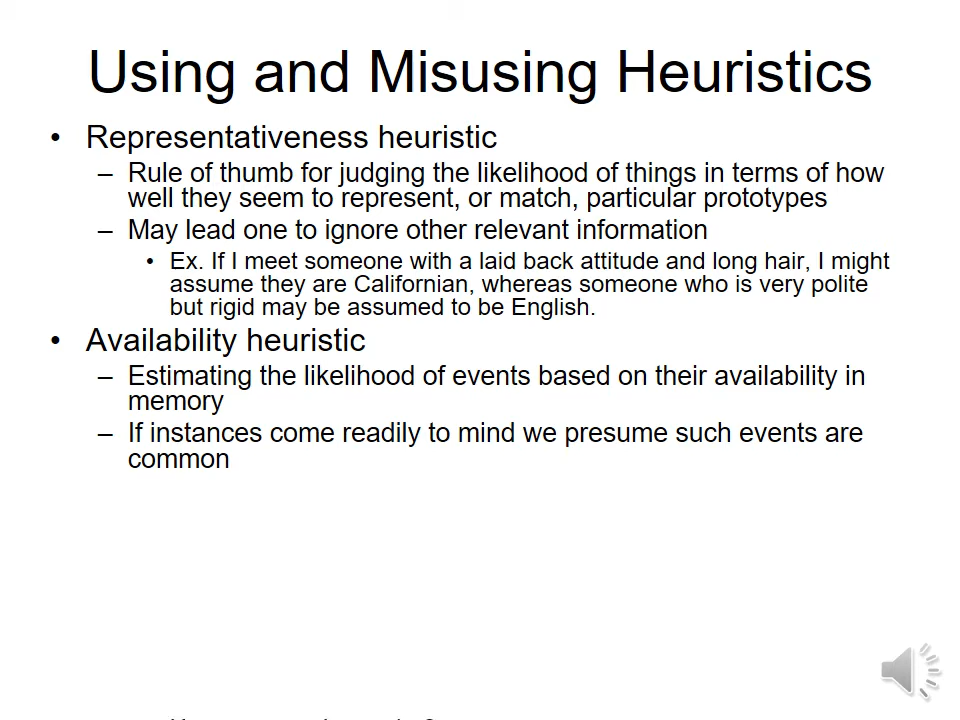 Using and Misusing Heuristics
• Representativeness heuristic
– Rule of thumb for judging the likelihood of things in terms of how
well they seem to represent, or match, particular prototypes
– May lead one to ignore other relevant information
• Ex. If I meet someone with a laid back attitude and long hair, I might
assume they are Californian, whereas someone who is very polite
but rigid may be assumed to be English.
• Availability heuristic
– Estimating the likelihood of events based on their availability in
memory
– If instances come readily to mind we presume such events are
common